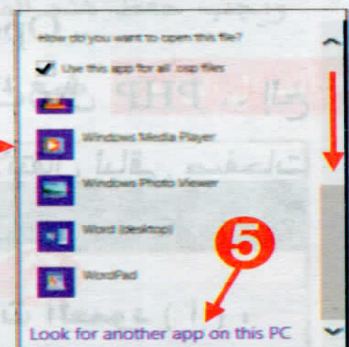 How do you want to open this file?
Use this app for all .osp files
Windows Media Player
Windows Photo Viewer
Word (desktop)
WordPad
5
Look for another app on this PC